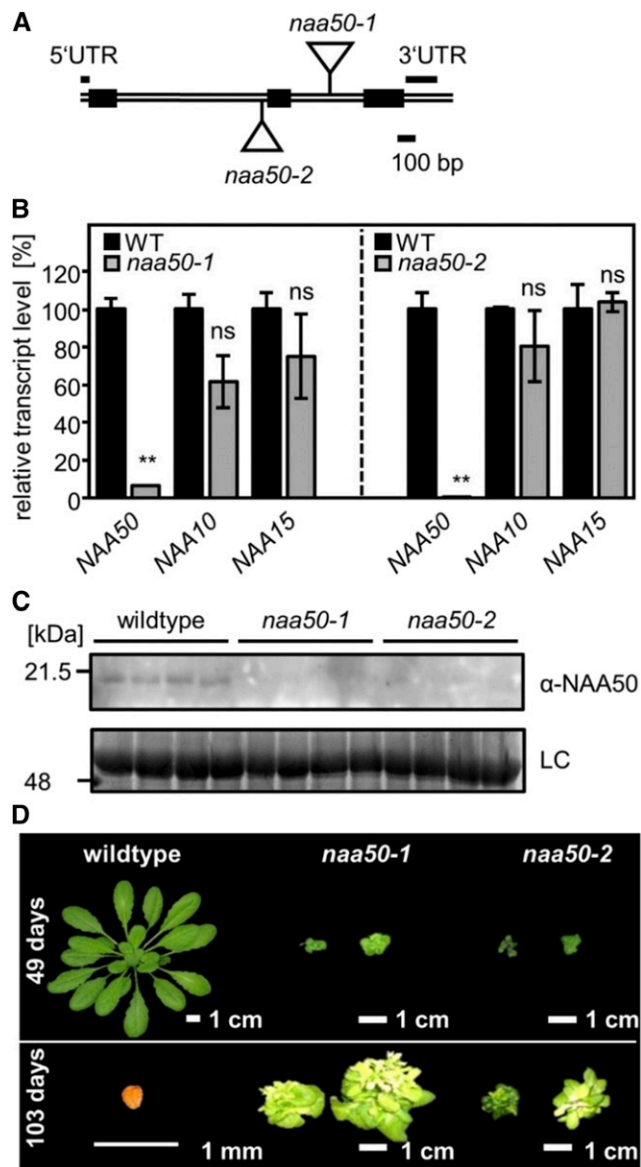 A
naa50-1
5‘UTR
3‘UTR
naa50-2
100 bp
B
relative transcript level [%]
120
100
80
60
40
20
0
WT
naa50-1
**
ns
ns
NAA50
NAA10
NAA15
WT
naa50-2
**
ns
ns
NAA50
NAA10
NAA15
C
[kDa]
wildtype
naa50-1
naa50-2
21.5
α-NAA50
48
LC
D
wildtype
naa50-1
naa50-2
49 days
1 cm
1 cm
1 cm
103 days
1 mm
1 cm
1 cm